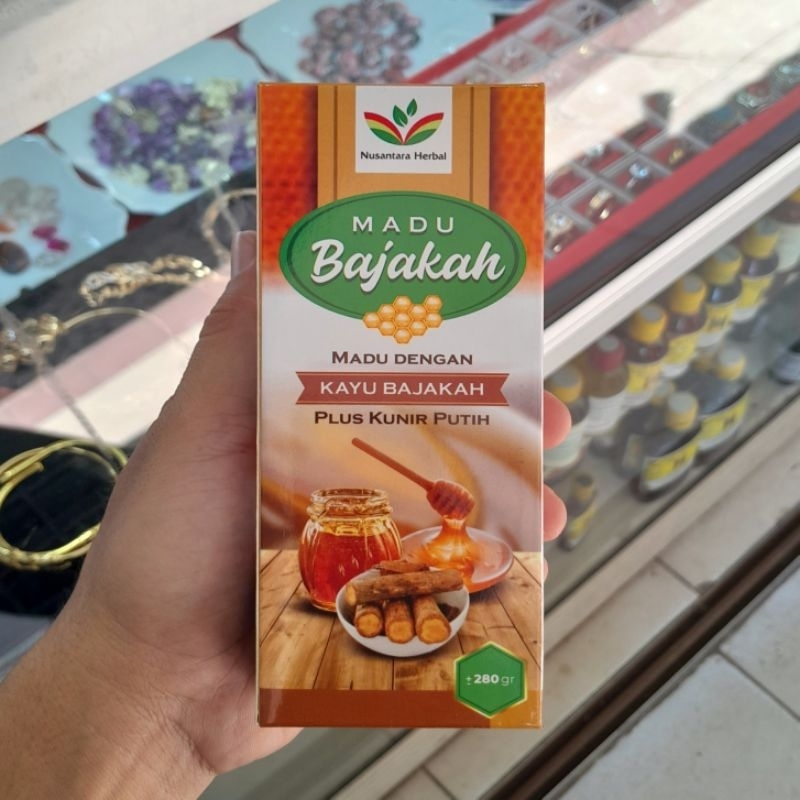 Nusantara Herbal
MADU
Bajakah
MADU DENGAN
KAYU BAJAKAH
PLUS KUNIR PUTIH
± 280 gr